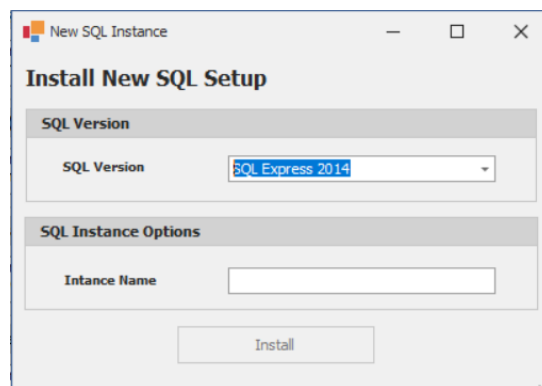 New SQL Instance
Install New SQL Setup
SQL Version
SQL Version
SQL Express 2014
SQL Instance Options
Intance Name
Install